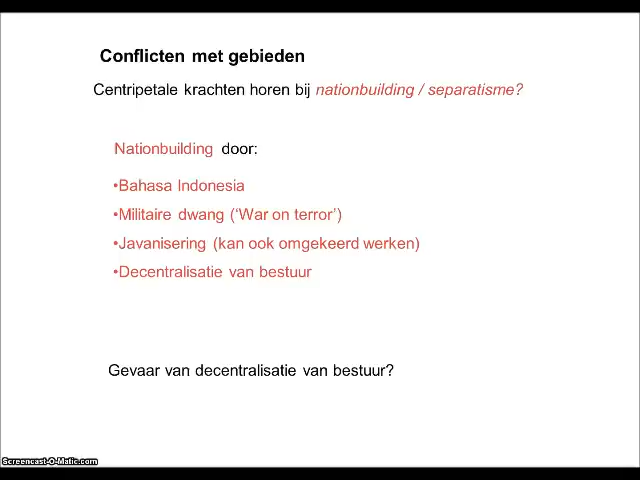 Conflicten met gebieden
Centripetale krachten horen bij nationbuilding / separatisme?
Nationbuilding door:
•Bahasa Indonesia
•Militaire dwang (‘War on terror’)
•Javanisering (kan ook omgekeerd werken)
•Decentralisatie van bestuur
Gevaar van decentralisatie van bestuur?
Screencast-O-Matic.com